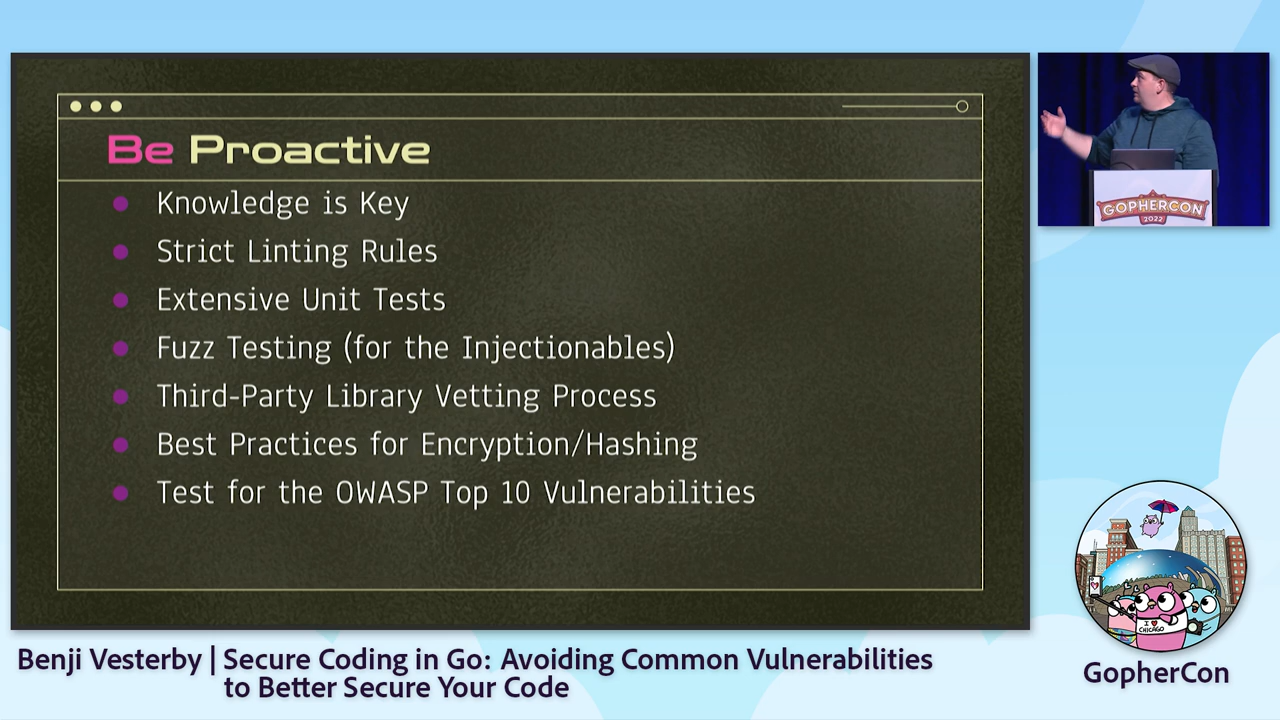 Be Proactive
Knowledge is Key
Strict Linting Rules
Extensive Unit Tests
Fuzz Testing (for the Injectionables)
Third-Party Library Vetting Process
Best Practices for Encryption/Hashing
Test for the OWASP Top 10 Vulnerabilities
GOPHERCON
2022
I ♥
CHICAGO
Benji Vesterby | Secure Coding in Go: Avoiding Common Vulnerabilities
to Better Secure Your Code
GopherCon